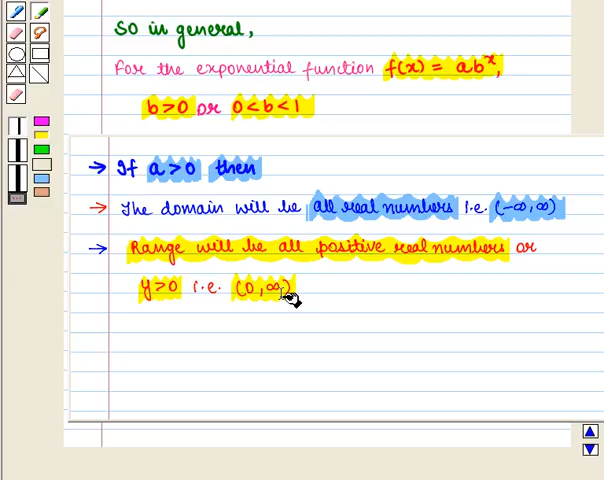 So in general,
For the exponential function f(x) = ab^x,
b>0 or 0<b<1
→ If a>0 then
→ The domain will be all real numbers i.e. (-∞,∞)
→ Range will be all positive real numbers or
y>0 i.e. (0,∞)